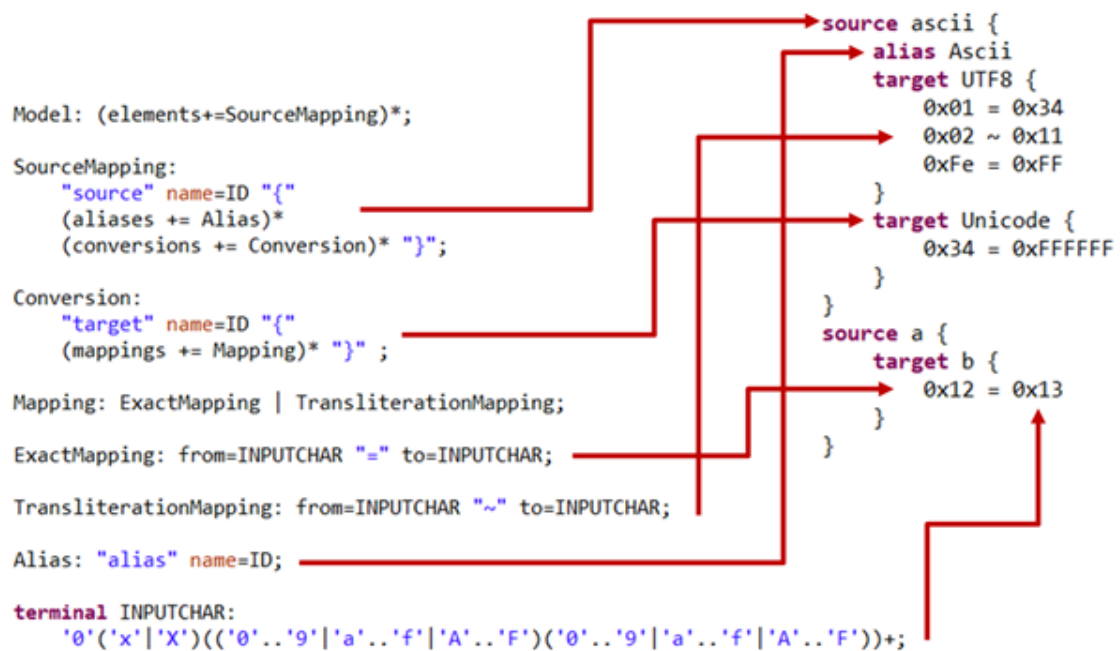 Model: (elements+=SourceMapping)*;
SourceMapping:
"source" name=ID "{"
(aliases += Alias)*
(conversions += Conversion)* "}";
Conversion:
"target" name=ID "{"
(mappings += Mapping)* "}" ;
Mapping: ExactMapping | TransliterationMapping;
ExactMapping: from=INPUTCHAR "=" to=INPUTCHAR;
TransliterationMapping: from=INPUTCHAR "~" to=INPUTCHAR;
Alias: "alias" name=ID;
terminal INPUTCHAR:
'0'('x'|'X')(('0'..'9'|'a'..'f'|'A'..'F')('0'..'9'|'a'..'f'|'A'..'F'))+;
source ascii {
alias Ascii
target UTF8 {
0x01 = 0x34
0x02 ~ 0x11
0xFe = 0xFF
}
target Unicode {
0x34 = 0xFFFFFF
}
}
source a {
target b {
0x12 = 0x13
}
}